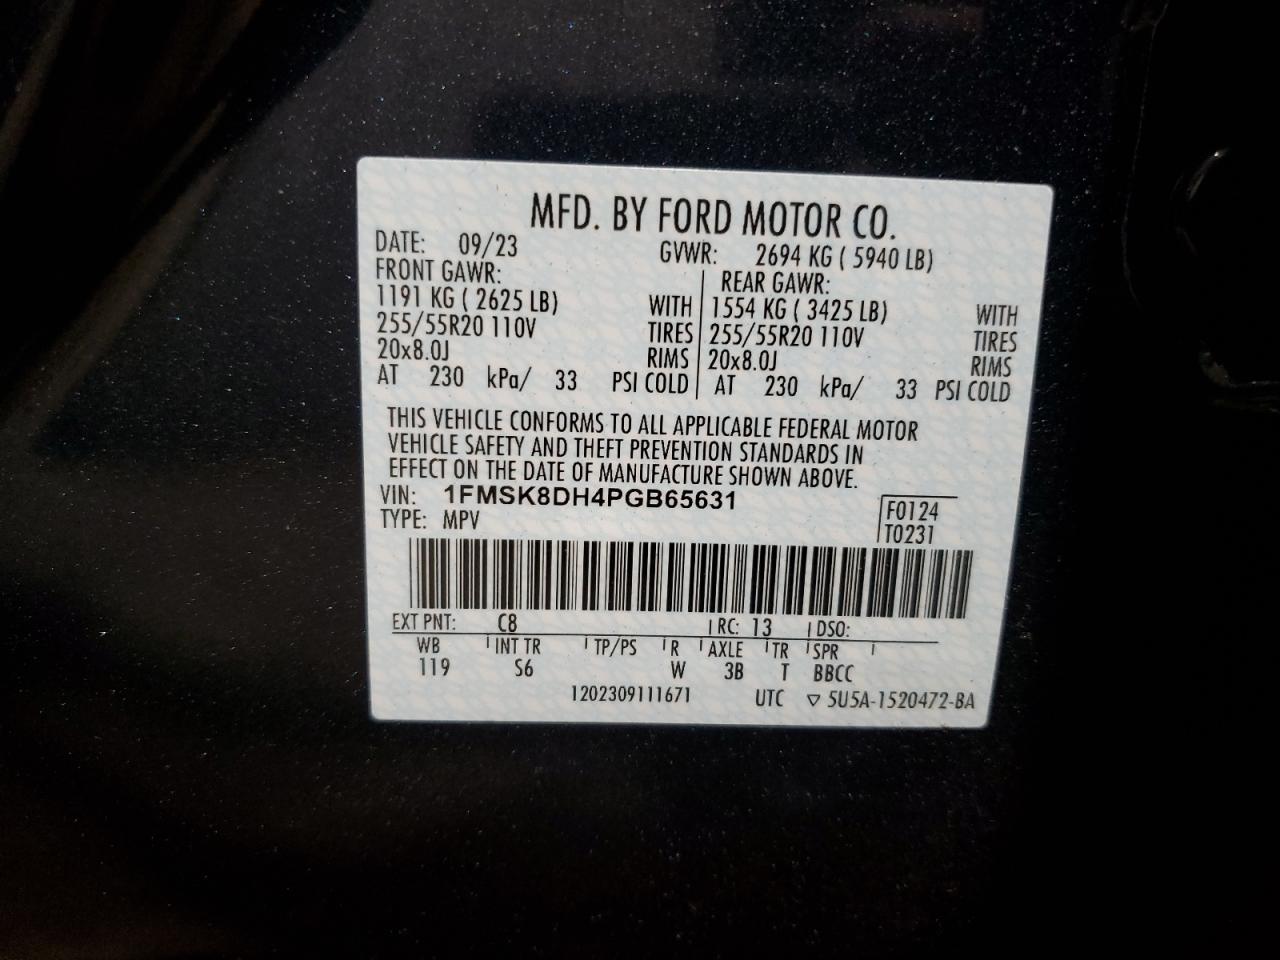 MFD. BY FORD MOTOR CO.
DATE: 09/23 GVWR: 2694 KG ( 5940 LB)
FRONT GAWR: REAR GAWR:
1191 KG ( 2625 LB) WITH 1554 KG ( 3425 LB) WITH
255/55R20 110V TIRES 255/55R20 110V TIRES
20x8.0J RIMS 20x8.0J RIMS
AT 230 kPa/ 33 PSI COLD AT 230 kPa/ 33 PSI COLD
THIS VEHICLE CONFORMS TO ALL APPLICABLE FEDERAL MOTOR
VEHICLE SAFETY AND THEFT PREVENTION STANDARDS IN
EFFECT ON THE DATE OF MANUFACTURE SHOWN ABOVE.
VIN: 1FMSK8DH4PGB65631 F0124
TYPE: MPV T0231
EXT PNT: C8 RC: 13 DSO:
WB INT TR TP/PS R AXLE TR SPR
119 S6 W 3B T BBCC
1202309111671 UTC ▽ 5U5A-1520472-BA